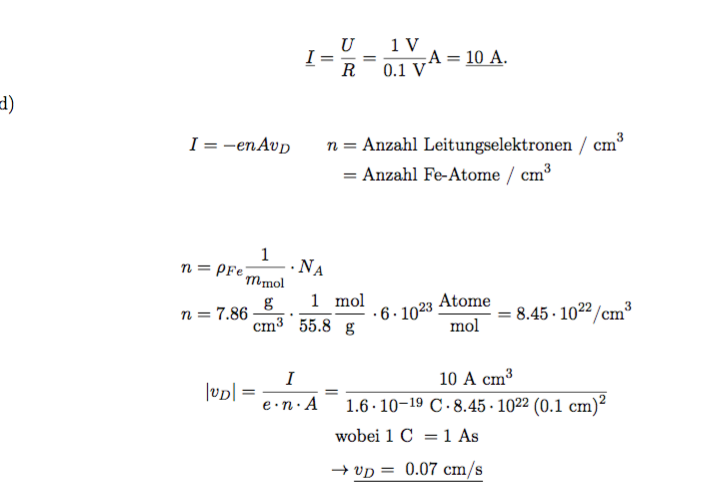 I = U/R = 1 V/0.1 V A = 10 A.
d)
I = −enAv_D n = Anzahl Leitungselektronen / cm³
= Anzahl Fe-Atome / cm³
n = ρ_Fe 1/m_mol · N_A
n = 7.86 g/cm³ · 1/55.8 mol/g · 6 · 10²³ Atome/mol = 8.45 · 10²²/cm³
|v_D| = I/(e · n · A) = 10 A cm³/(1.6 · 10⁻¹⁹ C · 8.45 · 10²² (0.1 cm)²)
wobei 1 C = 1 As
→ v_D = 0.07 cm/s